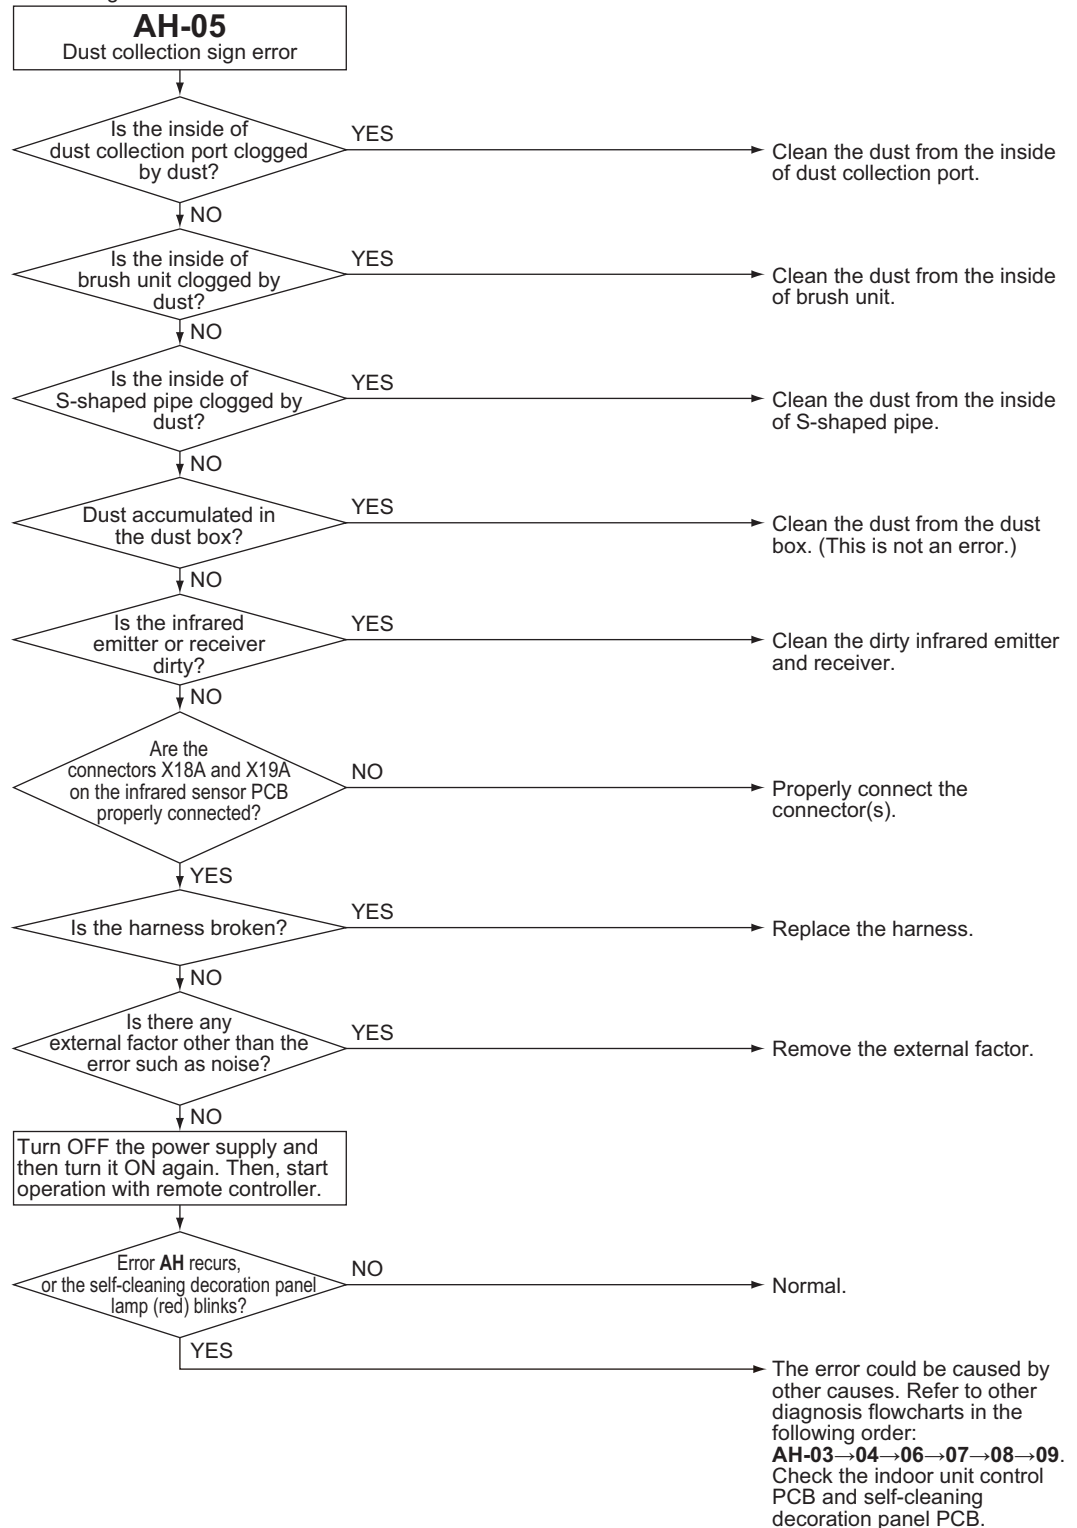 AH-05
Dust collection sign error
Is the inside of
dust collection port clogged
by dust?
YES
Clean the dust from the inside
of dust collection port.
NO
Is the inside of
brush unit clogged by
dust?
YES
Clean the dust from the inside
of brush unit.
NO
Is the inside of
S-shaped pipe clogged by
dust?
YES
Clean the dust from the inside
of S-shaped pipe.
NO
Dust accumulated in
the dust box?
YES
Clean the dust from the dust
box. (This is not an error.)
NO
Is the infrared
emitter or receiver
dirty?
YES
Clean the dirty infrared emitter
and receiver.
NO
Are the
connectors X18A and X19A
on the infrared sensor PCB
properly connected?
NO
Properly connect the
connector(s).
YES
Is the harness broken?
YES
Replace the harness.
NO
Is there any
external factor other than the
error such as noise?
YES
Remove the external factor.
NO
Turn OFF the power supply and
then turn it ON again. Then, start
operation with remote controller.
Error AH recurs,
or the self-cleaning decoration panel
lamp (red) blinks?
NO
Normal.
YES
The error could be caused by
other causes. Refer to other
diagnosis flowcharts in the
following order:
AH-03→04→06→07→08→09.
Check the indoor unit control
PCB and self-cleaning
decoration panel PCB.